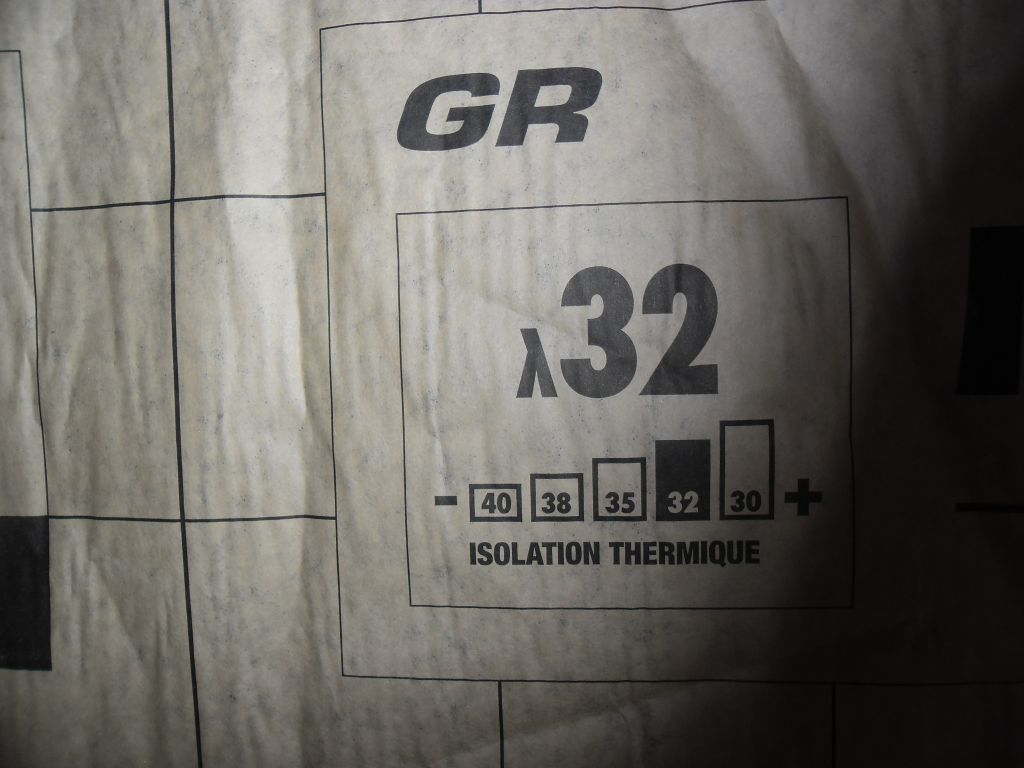 GR
λ32
- 40 38 35 32 30 +
ISOLATION THERMIQUE